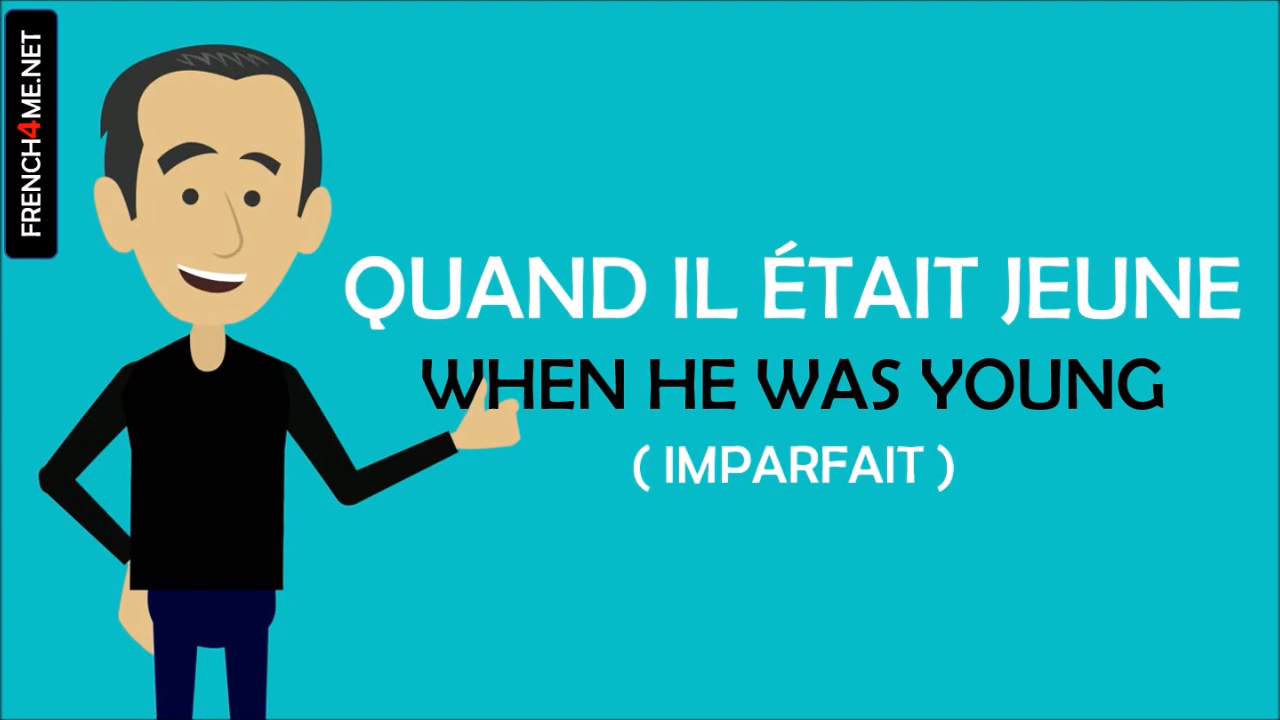 FRENCH4ME.NET
QUAND IL ÉTAIT JEUNE
WHEN HE WAS YOUNG
( IMPARFAIT )